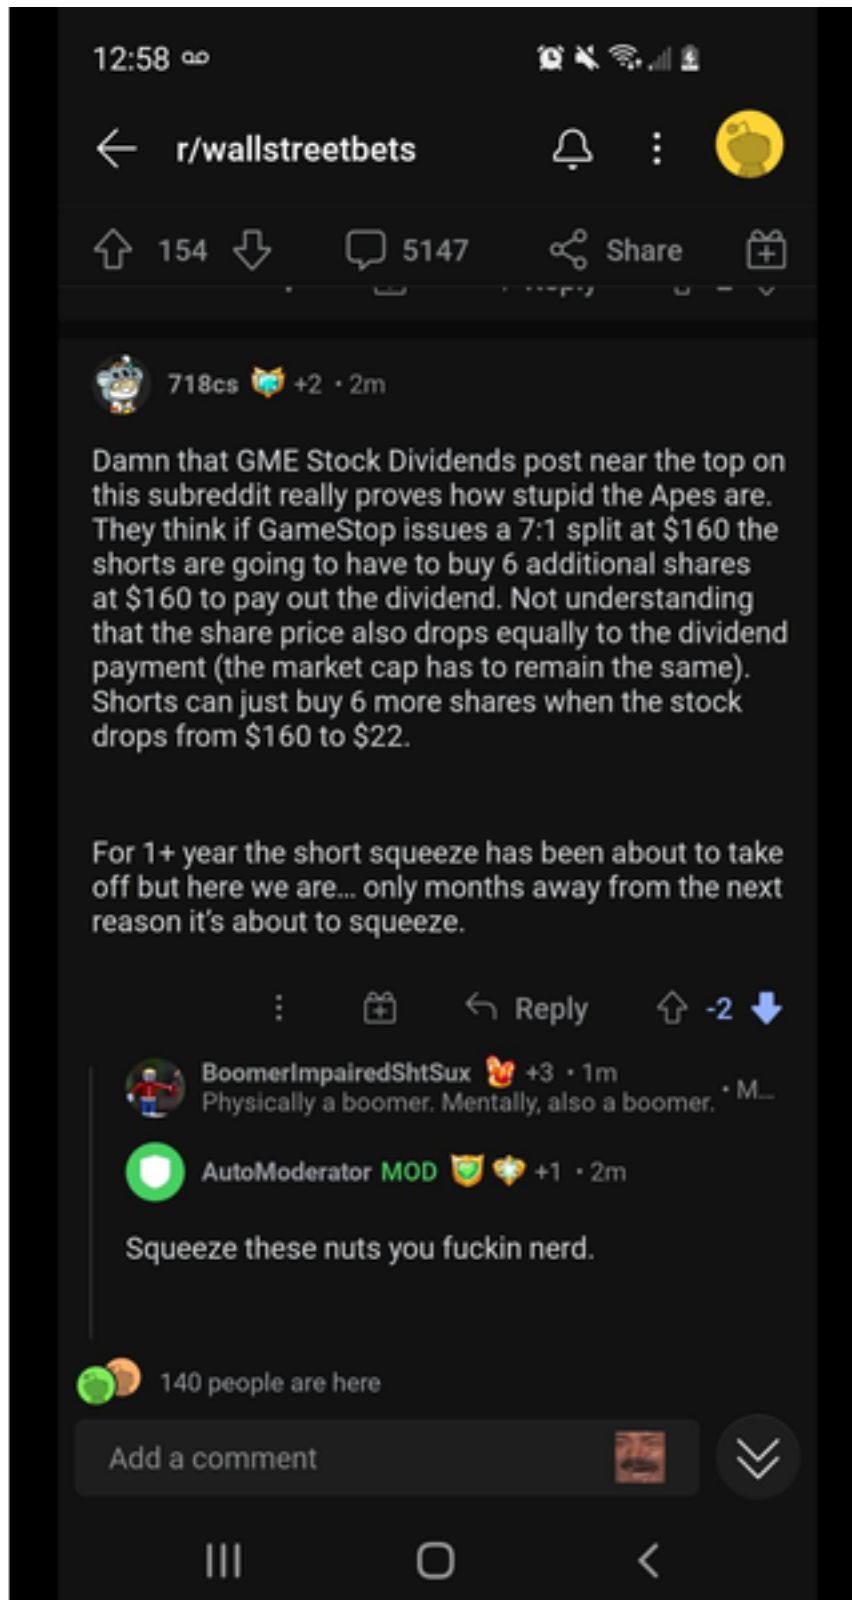 12:58
r/wallstreetbets
154 5147 Share
Reply
718cs +2 • 2m
Damn that GME Stock Dividends post near the top on
this subreddit really proves how stupid the Apes are.
They think if GameStop issues a 7:1 split at $160 the
shorts are going to have to buy 6 additional shares
at $160 to pay out the dividend. Not understanding
that the share price also drops equally to the dividend
payment (the market cap has to remain the same).
Shorts can just buy 6 more shares when the stock
drops from $160 to $22.
For 1+ year the short squeeze has been about to take
off but here we are... only months away from the next
reason it's about to squeeze.
Reply -2
BoomerImpairedShtSux +3 • 1m
Physically a boomer. Mentally, also a boomer. • M...
AutoModerator MOD +1 • 2m
Squeeze these nuts you fuckin nerd.
140 people are here
Add a comment